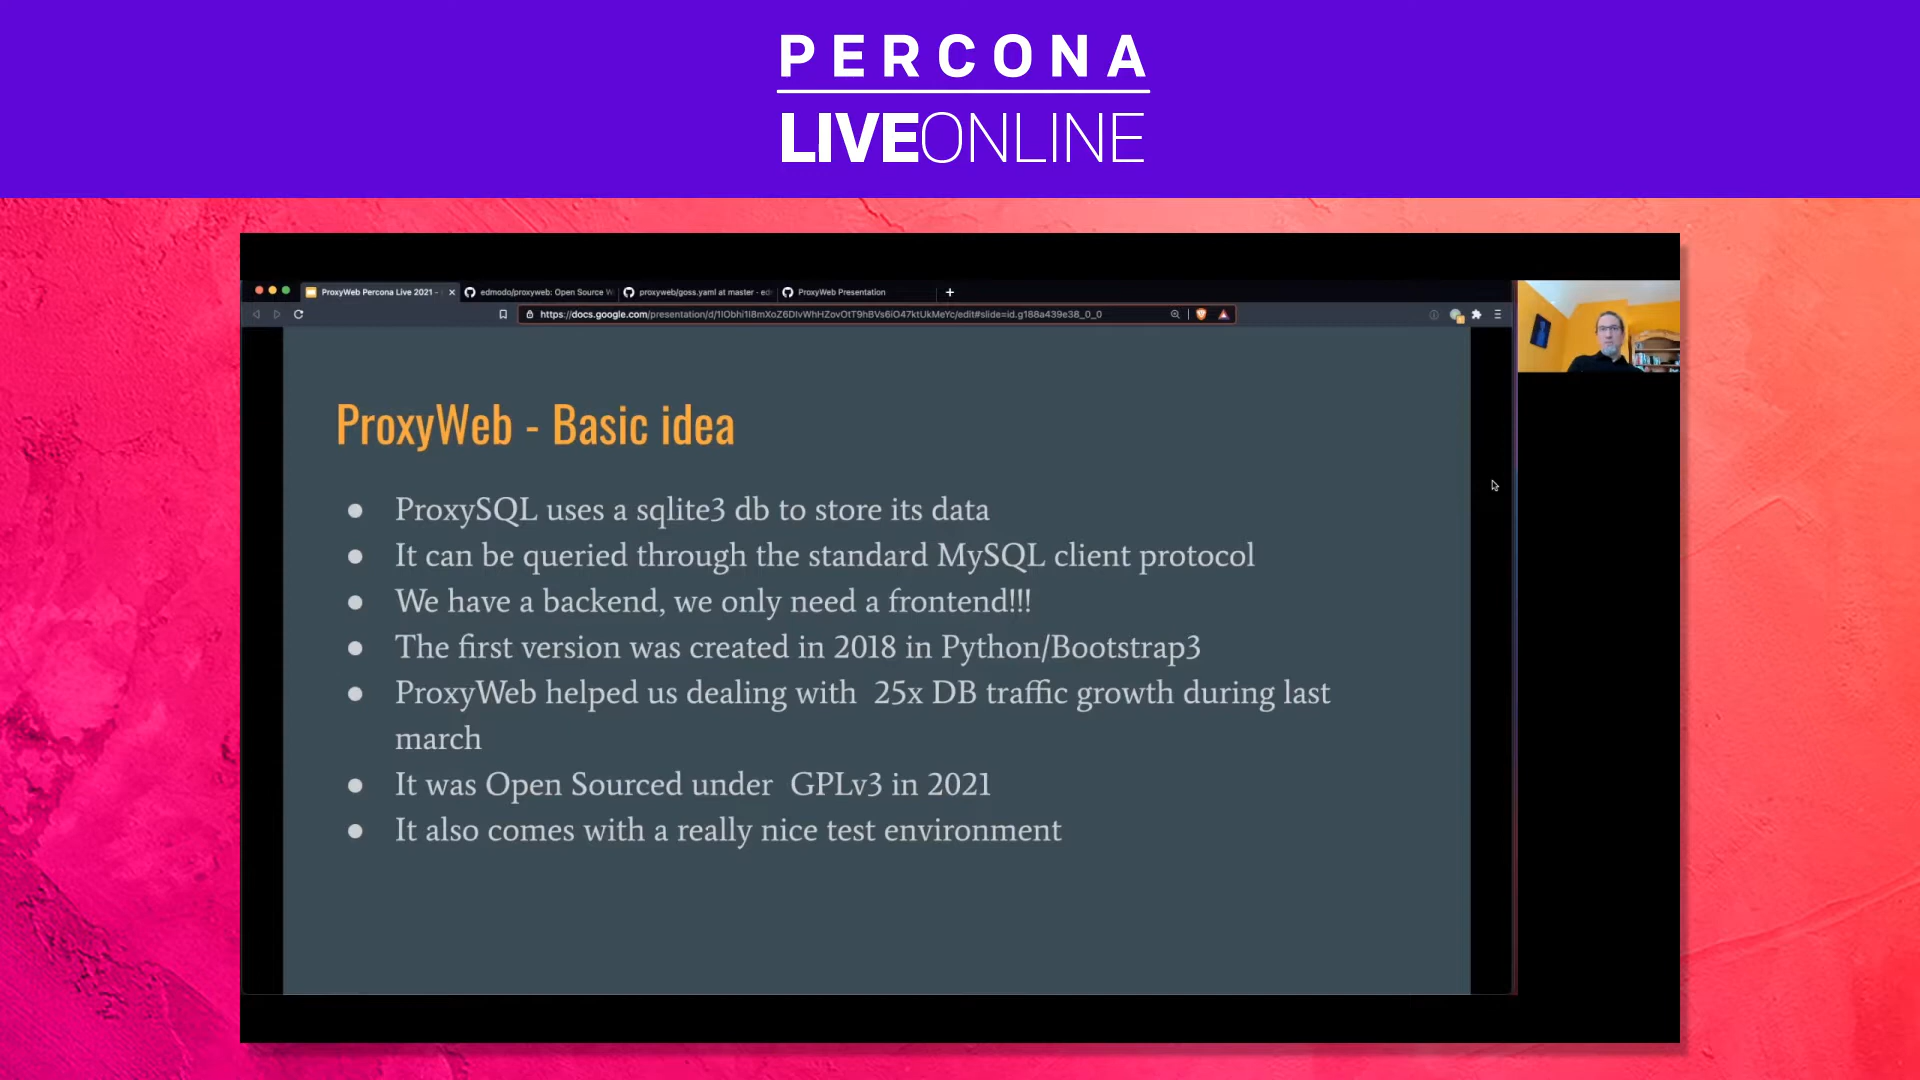 PERCONA
LIVEONLINE
ProxyWeb Percona Live 2021 -
edmodo/proxyweb: Open Source W
proxyweb/goss.yaml at master · ed
ProxyWeb Presentation
ProxyWeb - Basic idea
● ProxySQL uses a sqlite3 db to store its data
● It can be queried through the standard MySQL client protocol
● We have a backend, we only need a frontend!!!
● The first version was created in 2018 in Python/Bootstrap3
● ProxyWeb helped us dealing with 25x DB traffic growth during last
march
● It was Open Sourced under GPLv3 in 2021
● It also comes with a really nice test environment